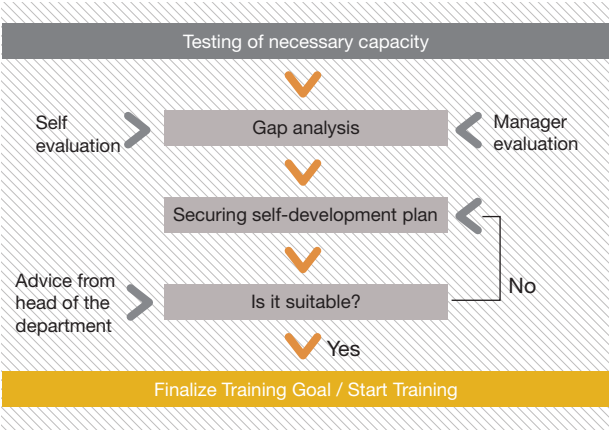 Testing of necessary capacity
Self
evaluation
Gap analysis
Manager
evaluation
Securing self-development plan
Advice from
head of the
department
Is it suitable?
No
Yes
Finalize Training Goal / Start Training